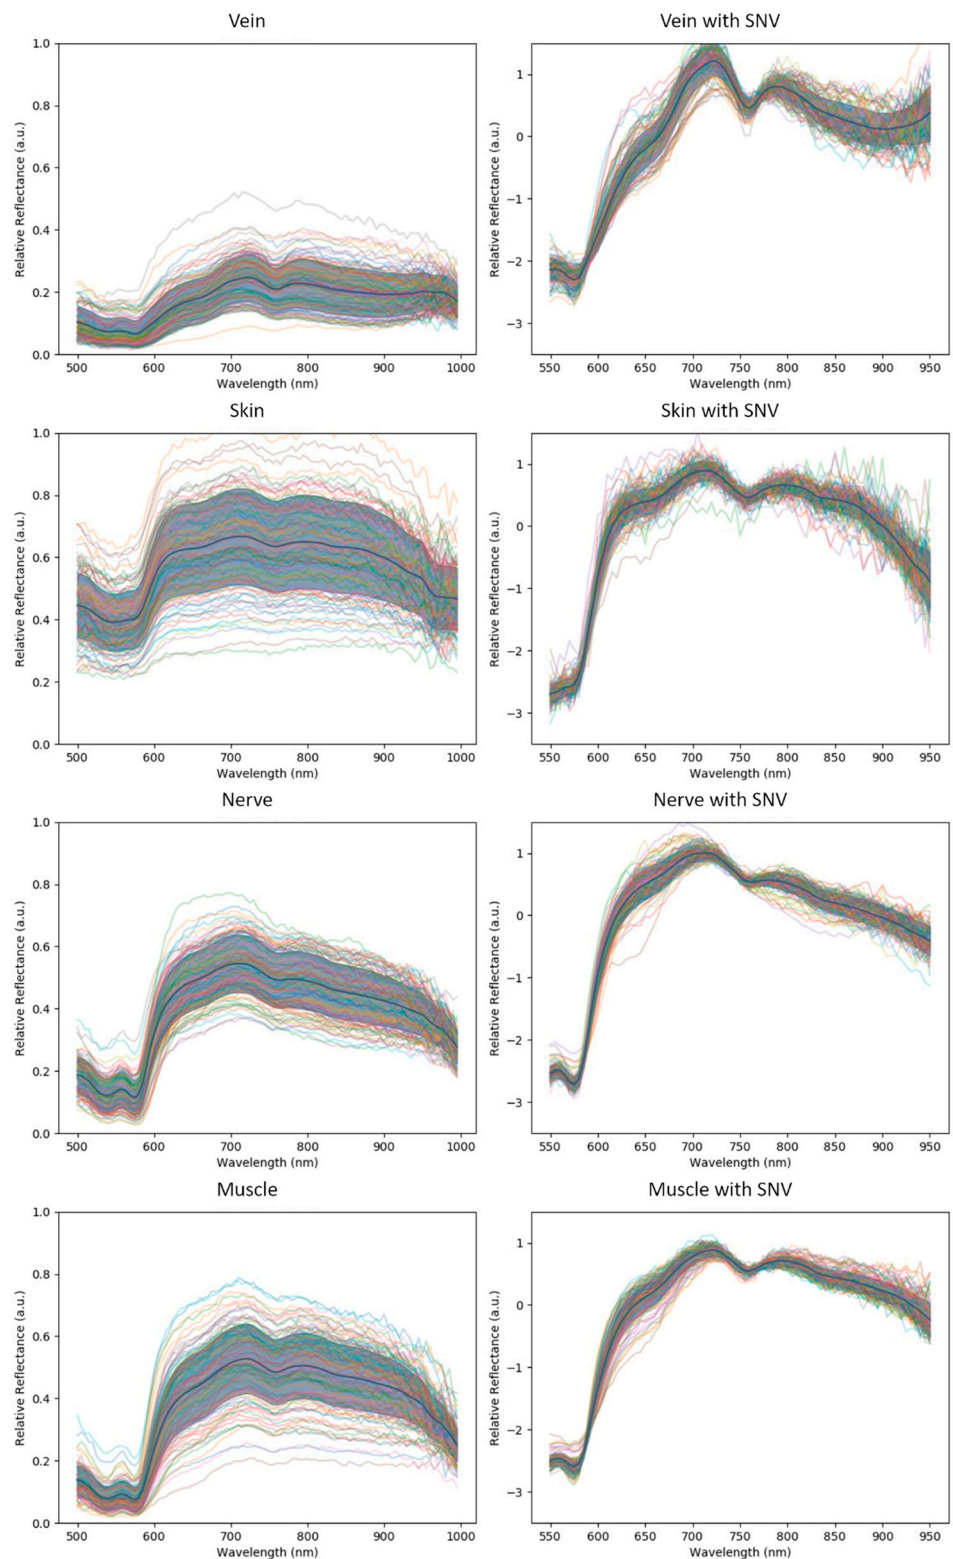 Vein
Vein with SNV
1.0
0.8
0.6
0.4
0.2
0.0
Relative Reflectance (a.u.)
500 600 700 800 900 1000
Wavelength (nm)
1
0
−1
−2
−3
Relative Reflectance (a.u.)
550 600 650 700 750 800 850 900 950
Wavelength (nm)
Skin
Skin with SNV
1.0
0.8
0.6
0.4
0.2
0.0
Relative Reflectance (a.u.)
500 600 700 800 900 1000
Wavelength (nm)
1
0
−1
−2
−3
Relative Reflectance (a.u.)
550 600 650 700 750 800 850 900 950
Wavelength (nm)
Nerve
Nerve with SNV
1.0
0.8
0.6
0.4
0.2
0.0
Relative Reflectance (a.u.)
500 600 700 800 900 1000
Wavelength (nm)
1
0
−1
−2
−3
Relative Reflectance (a.u.)
550 600 650 700 750 800 850 900 950
Wavelength (nm)
Muscle
Muscle with SNV
1.0
0.8
0.6
0.4
0.2
0.0
Relative Reflectance (a.u.)
500 600 700 800 900 1000
Wavelength (nm)
1
0
−1
−2
−3
Relative Reflectance (a.u.)
550 600 650 700 750 800 850 900 950
Wavelength (nm)